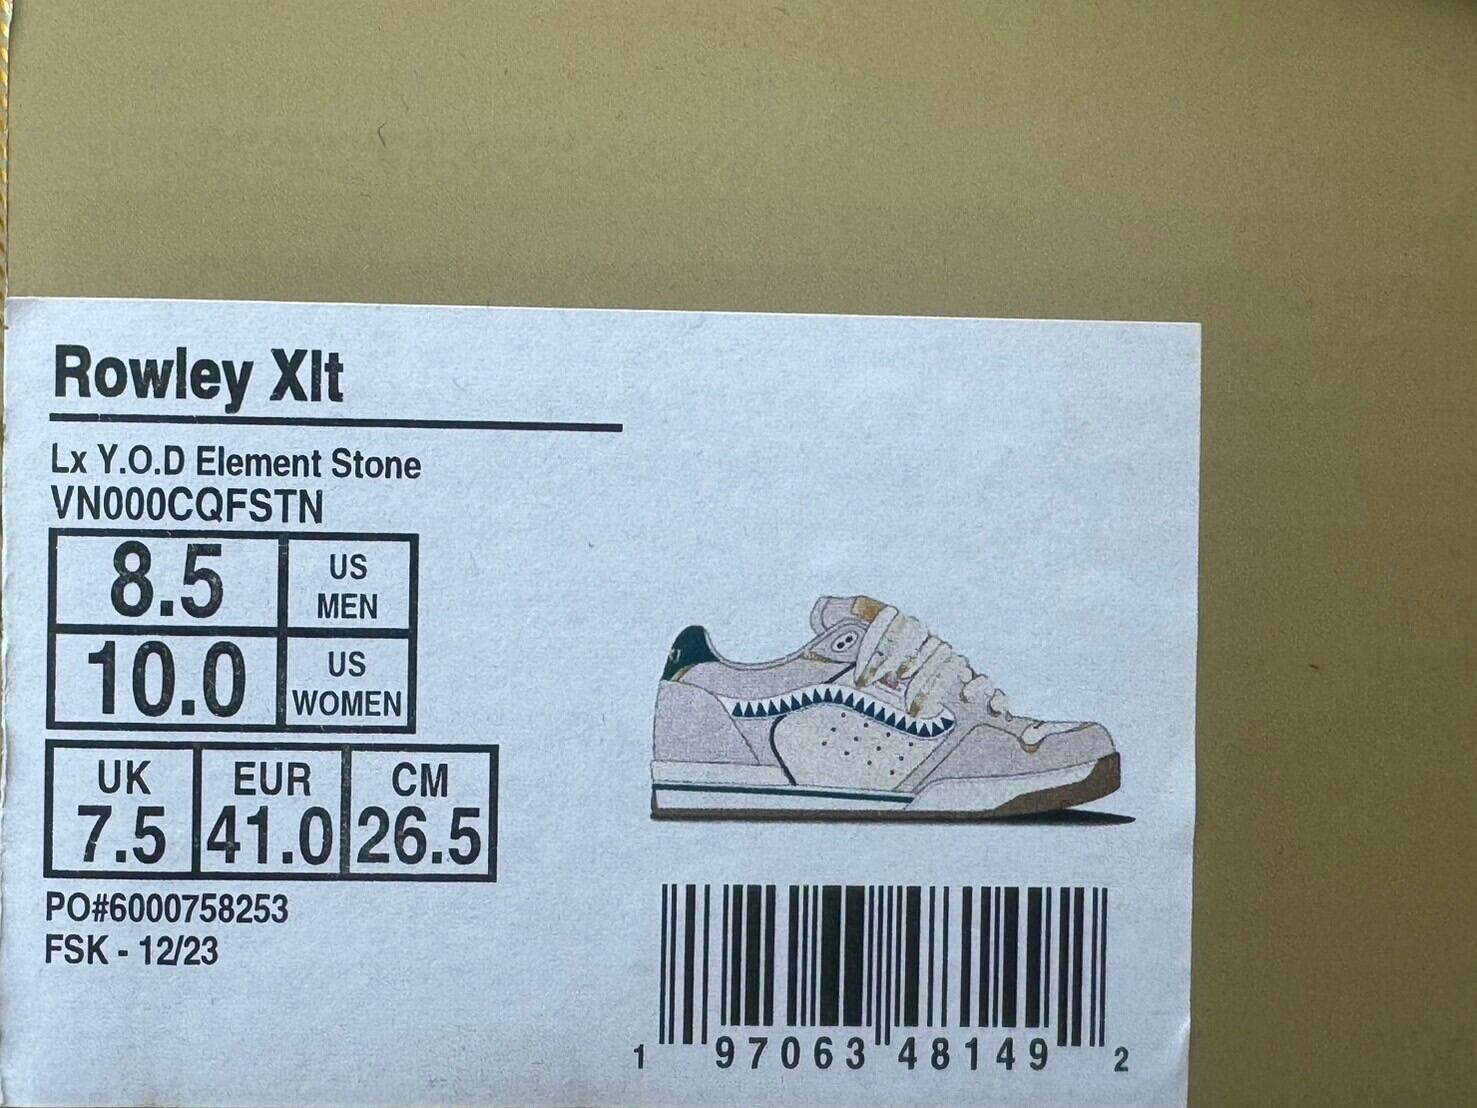 Rowley Xlt
Lx Y.O.D Element Stone
VN000CQFSTN
8.5 US MEN
10.0 US WOMEN
UK EUR CM
7.5 41.0 26.5
PO#6000758253
FSK - 12/23
1 97063 48149 2